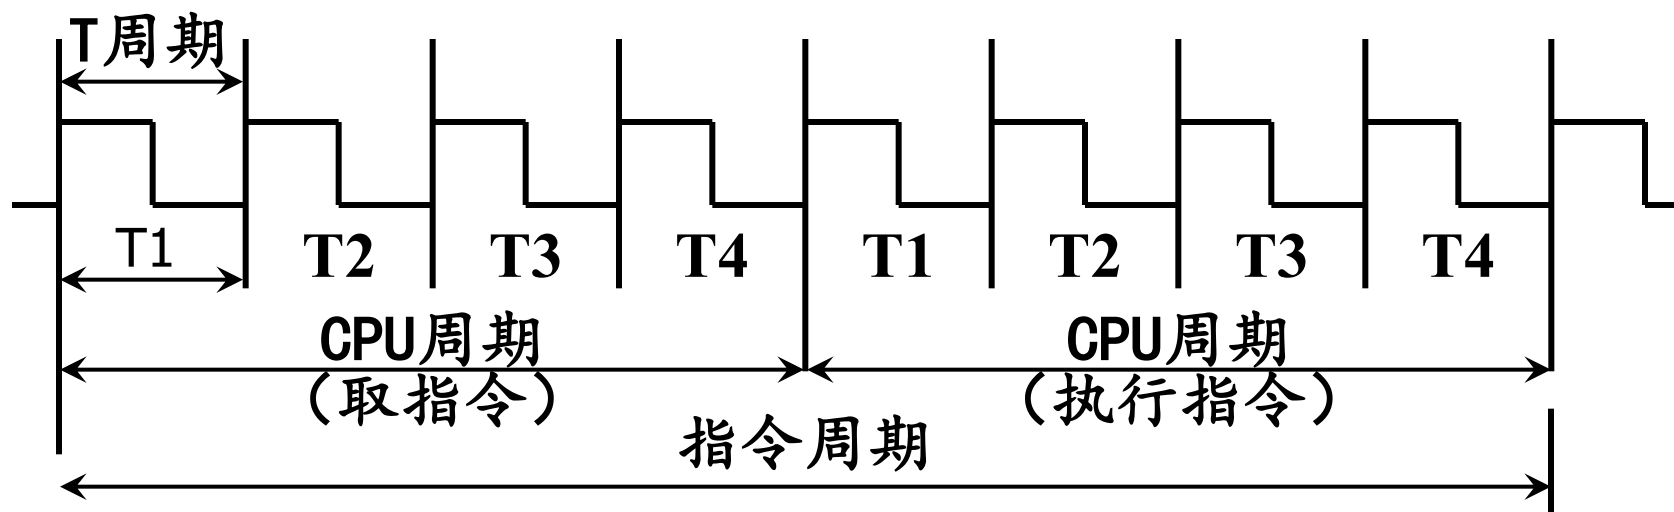 T周期
T1 T2 T3 T4 T1 T2 T3 T4
CPU周期 CPU周期
(取指令) (执行指令)
指令周期